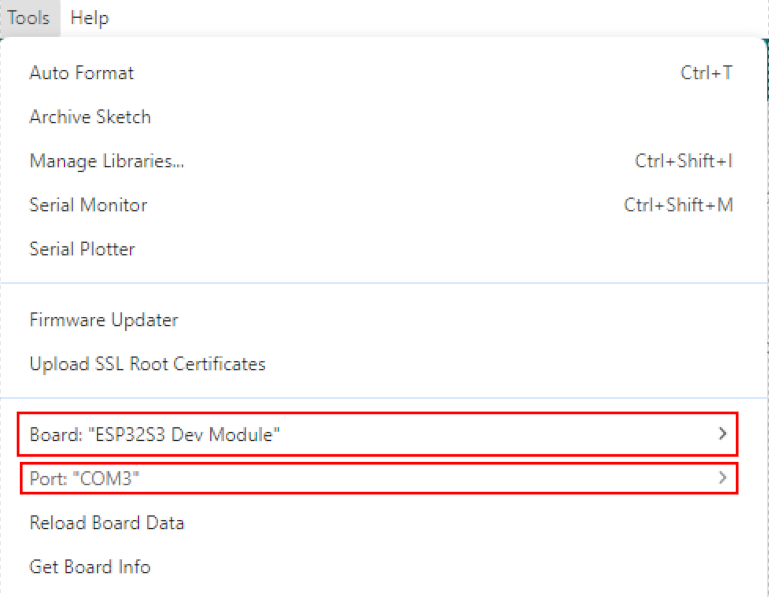 Tools Help
Auto Format Ctrl+T
Archive Sketch
Manage Libraries... Ctrl+Shift+I
Serial Monitor Ctrl+Shift+M
Serial Plotter
Firmware Updater
Upload SSL Root Certificates
Board: "ESP32S3 Dev Module"
Port: "COM3"
Reload Board Data
Get Board Info